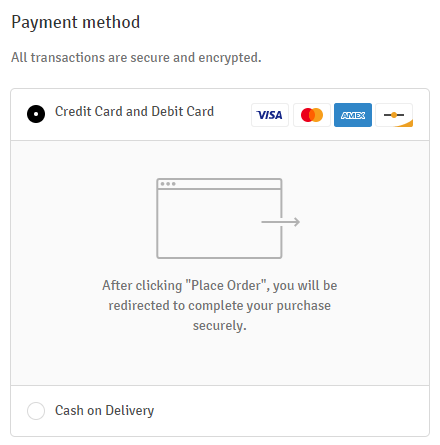 Payment method
All transactions are secure and encrypted.
Credit Card and Debit Card VISA AMEX
After clicking "Place Order", you will be
redirected to complete your purchase
securely.
Cash on Delivery